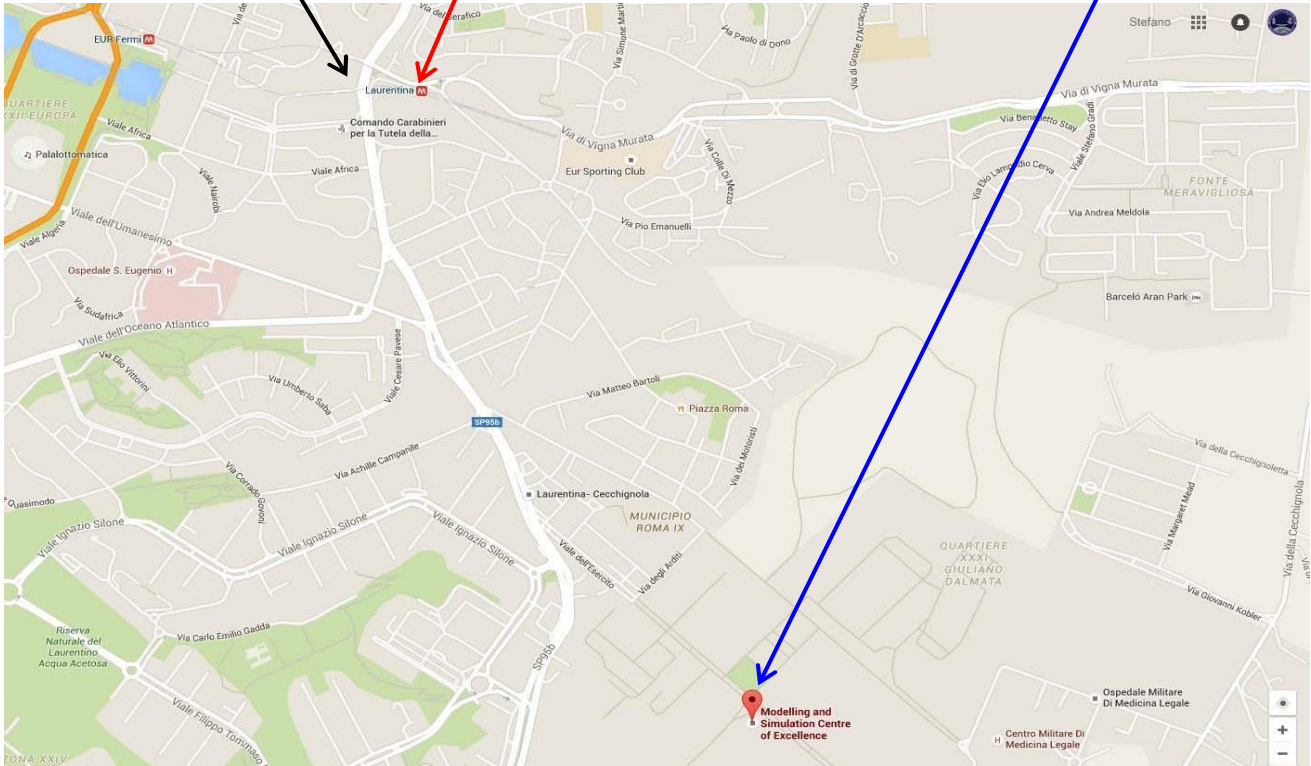 Via del Serafico
Stefano
EUR Fermi
Via Simone Marti
Via Paolo di Dono
Via di Grotte D'Arcaccio
Laurentina
Via di Vigna Murata
QUARTIERE
XXXII EUROPA
Viale Africa
Comando Carabinieri
per la Tutela della...
Via di Vigna Murata
Via Benedetto Stay
Viale Stefano Gradi
Palalottomatica
Viale Africa
Viale Nairobi
Eur Sporting Club
Via Colle Di Mezzo
Via Elio Lampridio Cerva
FONTE
MERAVIGLIOSA
Viale dell'Umanesimo
Viale Algeria
Via Pio Emanuelli
Via Andrea Meldola
Ospedale S. Eugenio
H
Barceló Aran Park
Via Sudafrica
Viale dell'Oceano Atlantico
Via Elio Vittorini
Via Umberto Saba
Viale Cesare Pavese
Via Matteo Bartoli
Piazza Roma
SP95b
Via dei Motoristi
Via della Cecchignoletta
Via Achille Campanile
Via Corrado Govoni
Quasimodo
Laurentina- Cecchignola
Via Margaret Mead
Via della Cecchignola
MUNICIPIO
ROMA IX
Viale Ignazio Silone
Viale Ignazio Silone
Viale Ignazio Silone
Viale dell'Esercito
Via degli Arditi
QUARTIERE
XXXI
GIULIANO
DALMATA
Via Giovanni Kobler
Riserva
Naturale del
Laurentino
Acqua Acetosa
Via Carlo Emilio Gadda
SP95b
Viale Filippo Tommaso
Modelling and
Simulation Centre
of Excellence
Ospedale Militare
Di Medicina Legale
H
Centro Militare Di
Medicina Legale
ZONA XXIV